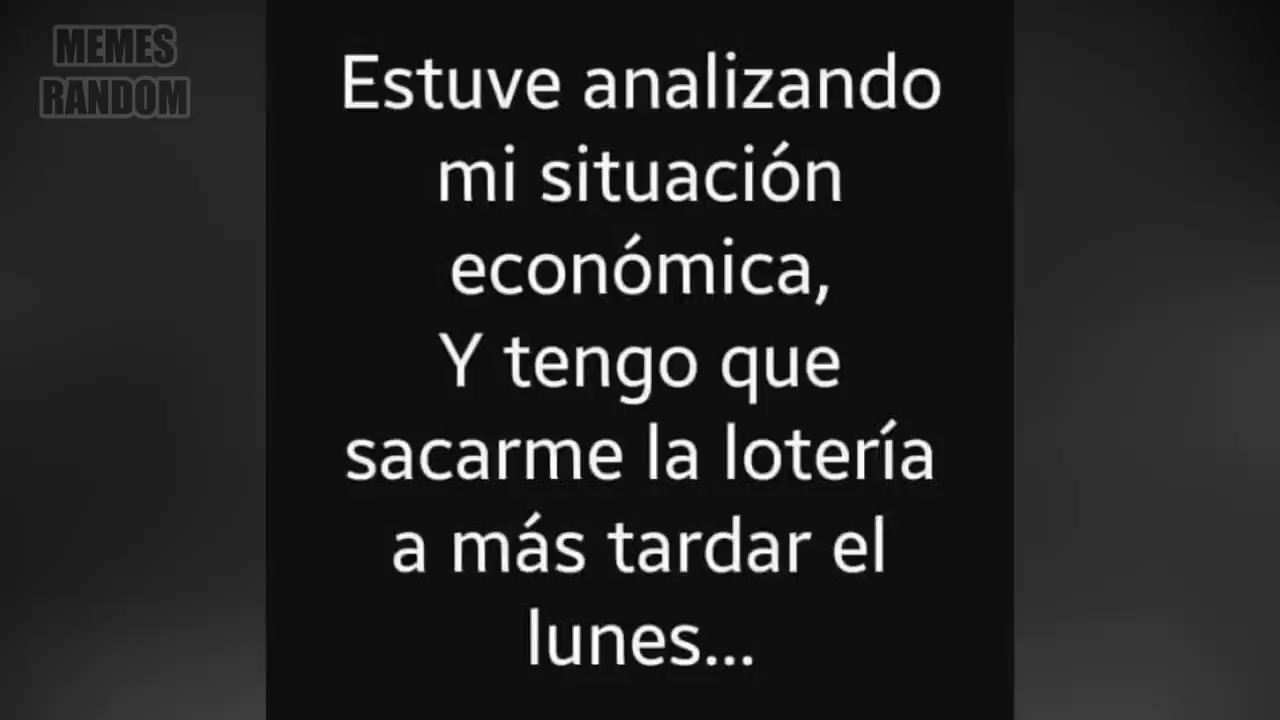 MEMES
RANDOM
Estuve analizando
mi situación
económica,
Y tengo que
sacarme la lotería
a más tardar el
lunes...